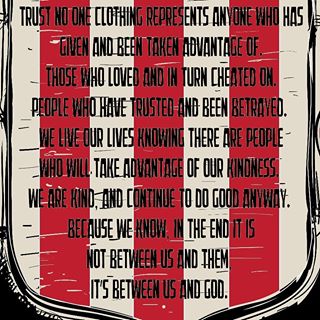 TRUST NO ONE CLOTHING REPRESENTS ANYONE WHO HAS
GIVEN AND BEEN TAKEN ADVANTAGE OF.
THOSE WHO LOVED AND IN TURN CHEATED ON.
PEOPLE WHO HAVE TRUSTED AND BEEN BETRAYED.
WE LIVE OUR LIVES KNOWING THERE ARE PEOPLE
WHO WILL TAKE ADVANTAGE OF OUR KINDNESS.
WE ARE KIND, AND CONTINUE TO DO GOOD ANYWAY.
BECAUSE WE KNOW, IN THE END IT IS
NOT BETWEEN US AND THEM
IT'S BETWEEN US AND GOD.